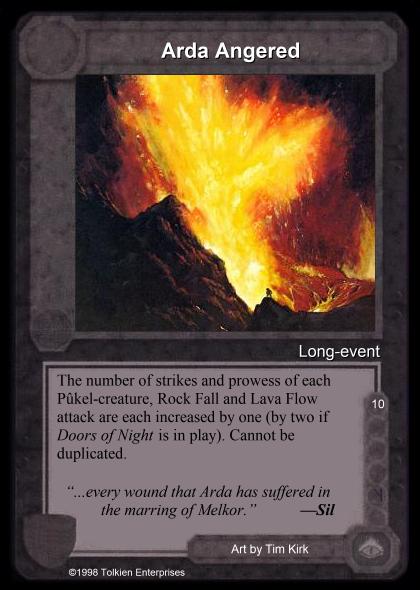 Arda Angered
Long-event
The number of strikes and prowess of each
Pûkel-creature, Rock Fall and Lava Flow
attack are each increased by one (by two if
Doors of Night is in play). Cannot be
duplicated.
10
“...every wound that Arda has suffered in
the marring of Melkor.” —Sil
Art by Tim Kirk
©1998 Tolkien Enterprises